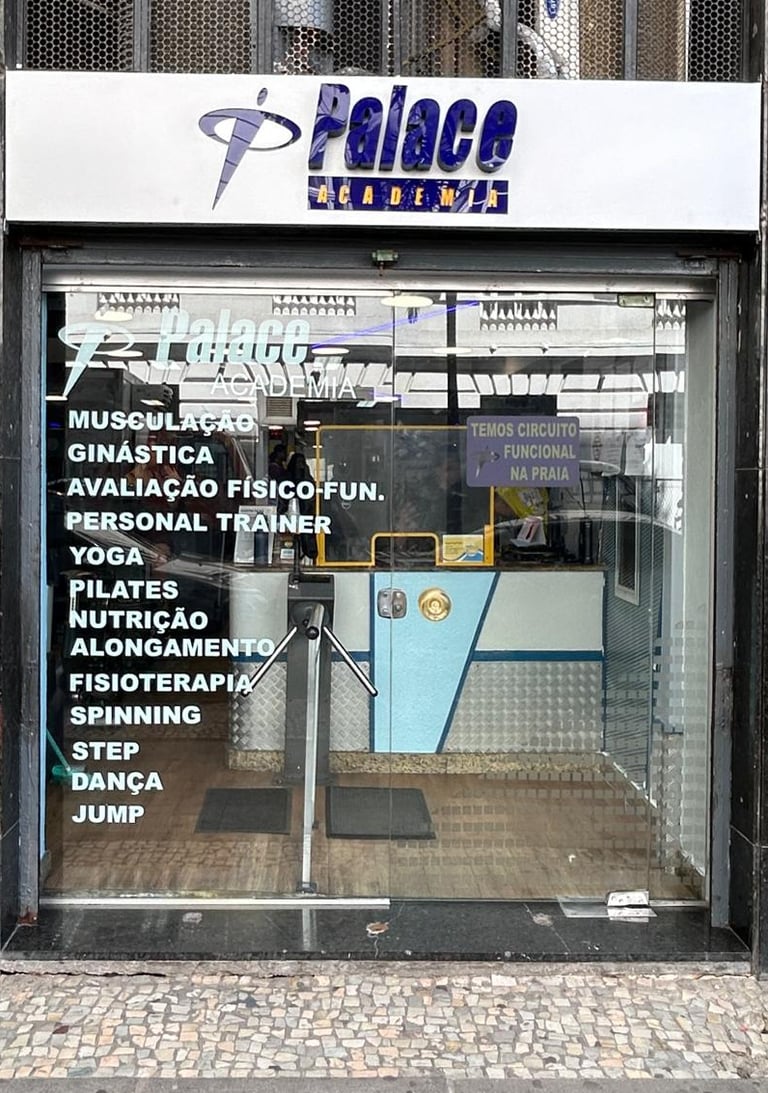 Palace
ACADEMIA
Palace
ACADEMIA
MUSCULAÇÃO
GINÁSTICA
AVALIAÇÃO FÍSICO-FUN.
PERSONAL TRAINER
YOGA
PILATES
NUTRIÇÃO
ALONGAMENTO
FISIOTERAPIA
SPINNING
STEP
DANÇA
JUMP
TEMOS CIRCUITO
FUNCIONAL
NA PRAIA